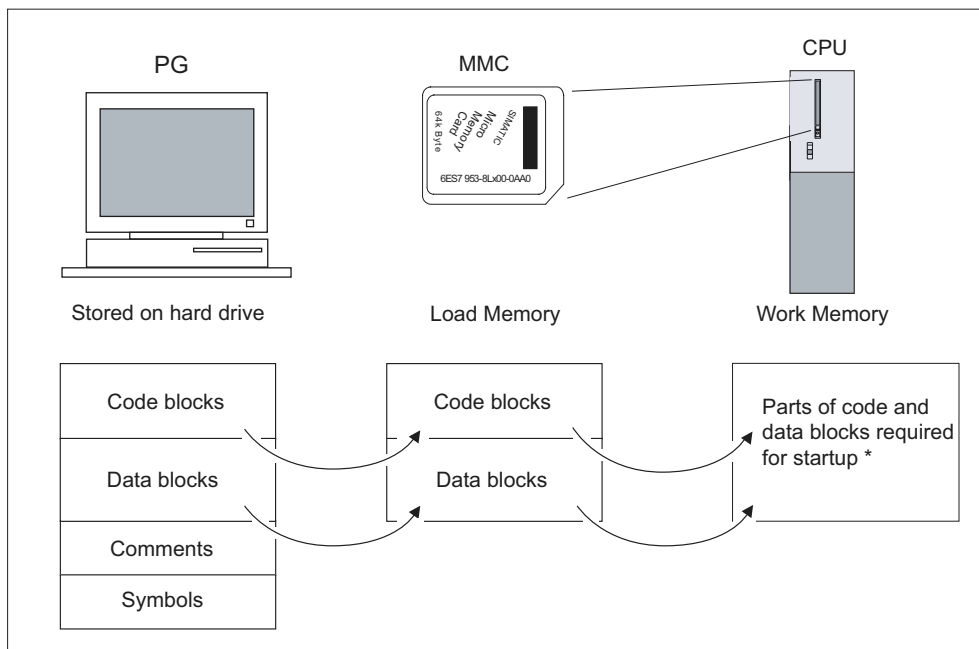 PG
MMC
CPU
SIMATIC
Micro
Memory
Card
64k Byte
6ES7 953-8Lx00-0AA0
Stored on hard drive
Load Memory
Work Memory
Code blocks
Data blocks
Comments
Symbols
Code blocks
Data blocks
Parts of code and
data blocks required
for startup *